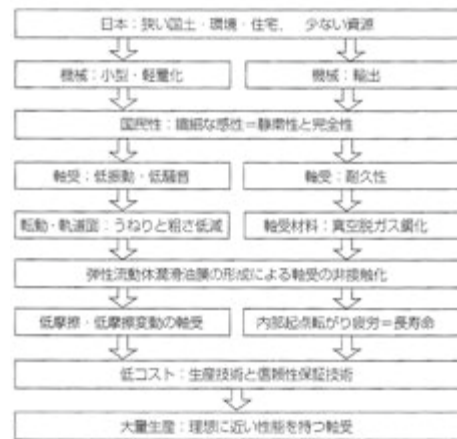 日本：狭い国土・環境・住宅、 少ない資源
機械：小型・軽量化
機械：輸出
国民性：繊細な感性＝静粛性と完全性
軸受：低振動・低騒音
軸受：耐久性
転動・軌道面：うねりと粗さ低減
軸受材料：真空脱ガス鋼化
弾性流動体潤滑油膜の形成による軸受の非接触化
低摩擦・低摩擦変動の軸受
内部起点転がり疲労＝長寿命
低コスト：生産技術と信頼性保証技術
大量生産：理想に近い性能を持つ軸受